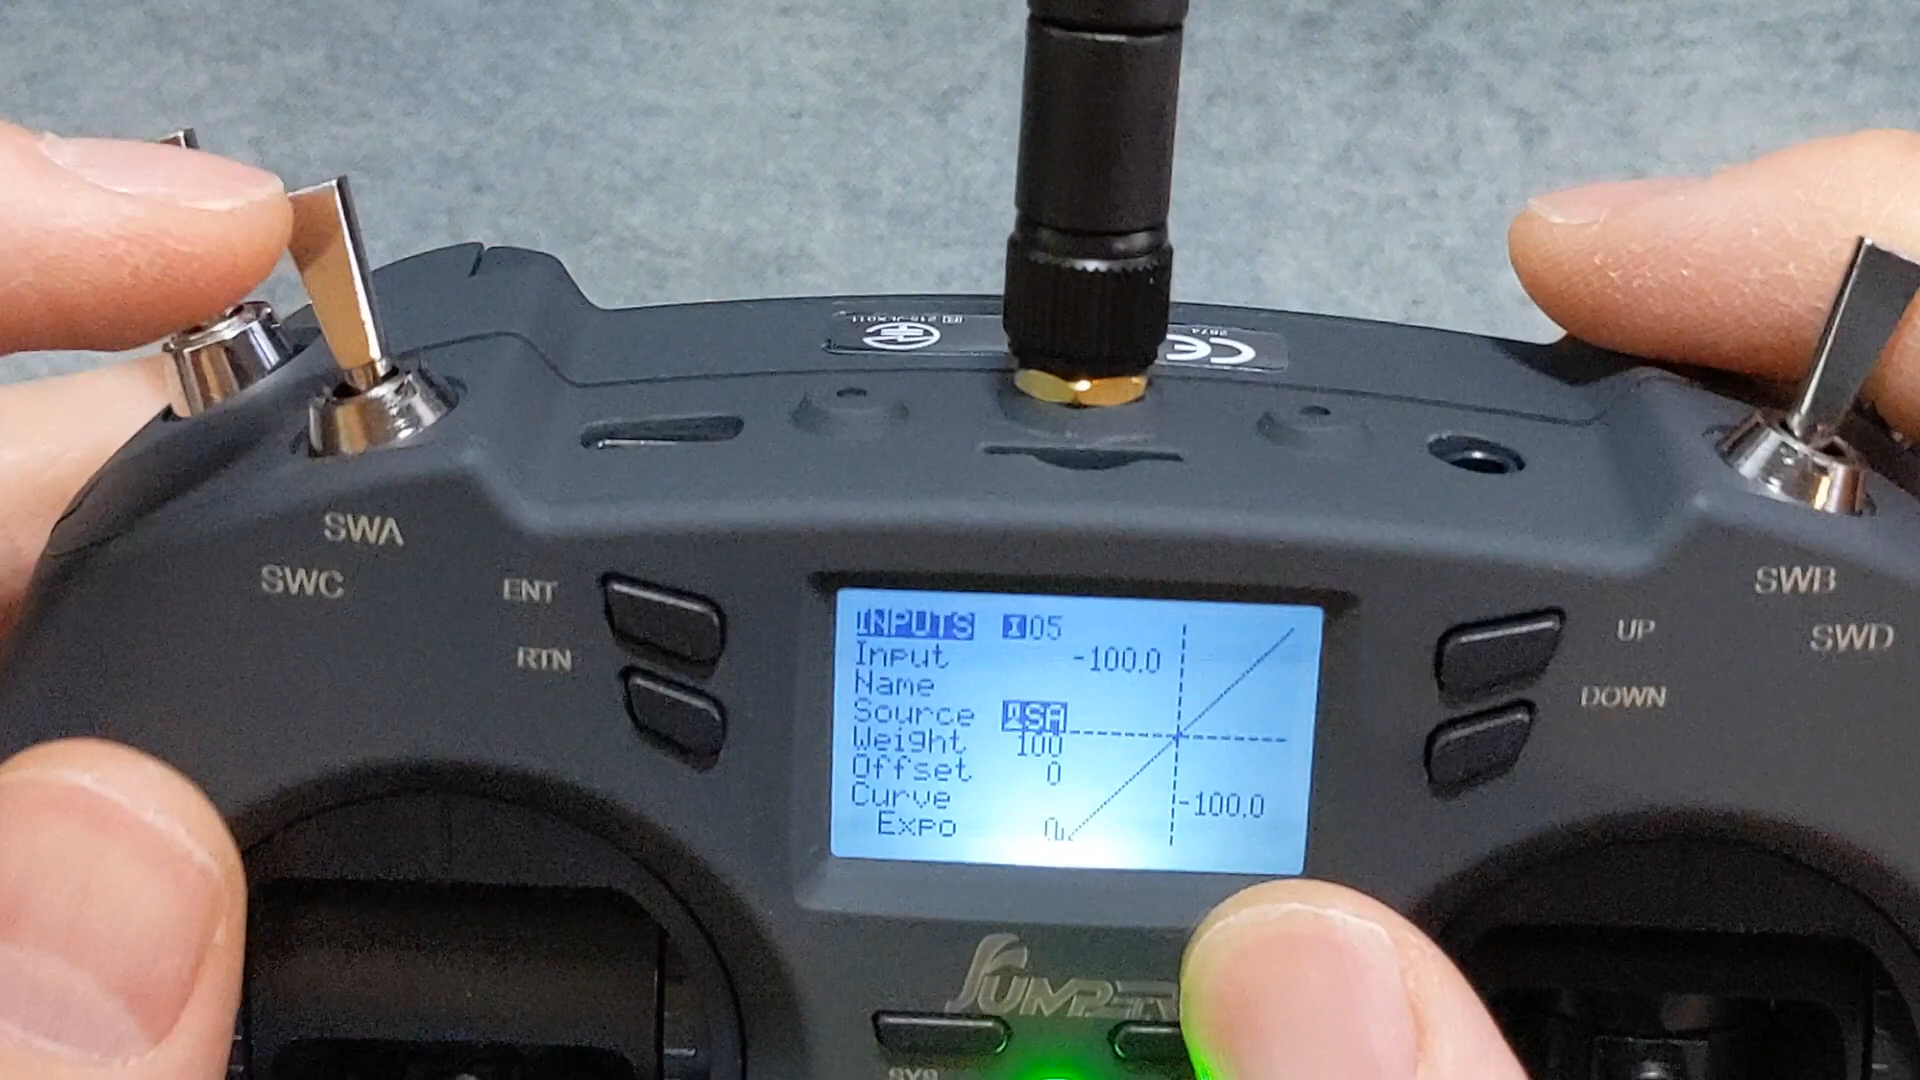 CE
SWA
SWC
ENT
RTN
SWB
SWD
UP
DOWN
INPUTS I05
Input -100.0
Name
Source SA
Weight 100
Offset 0
Curve -100.0
Expo
SYS